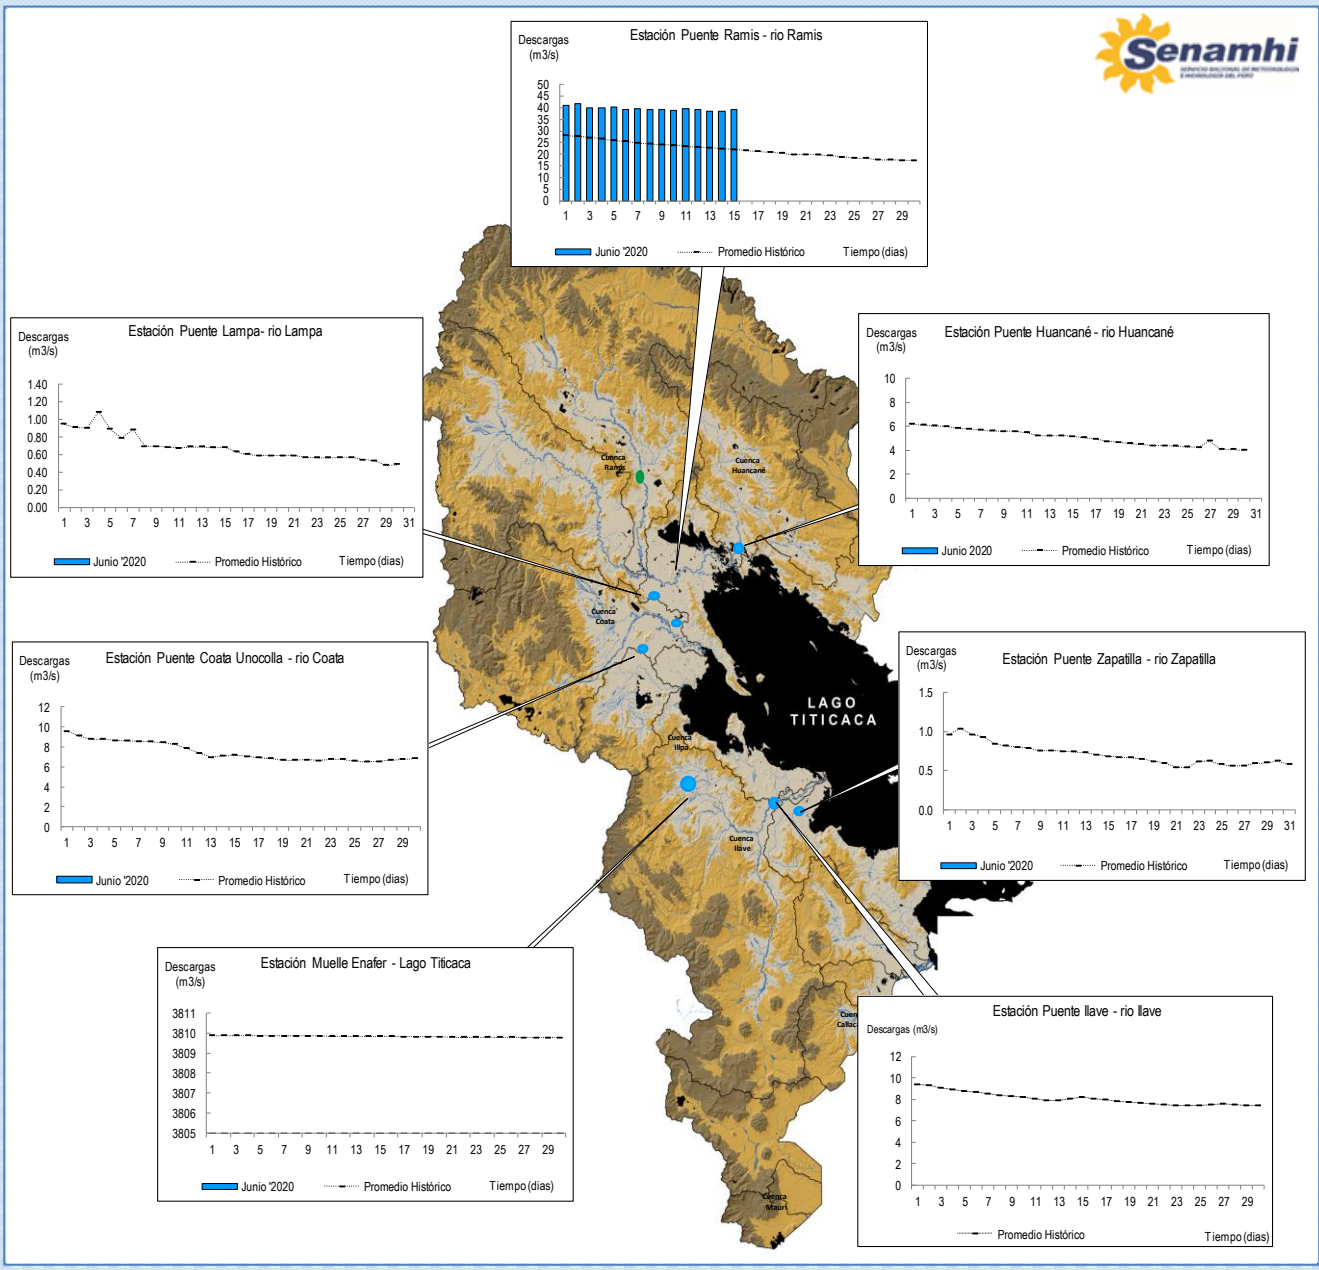 Senamhi
SERVICIO NACIONAL DE METEOROLOGÍA
E HIDROLOGÍA DEL PERÚ
Estación Puente Ramis - rio Ramis
Descargas
(m3/s)
50
45
40
35
30
25
20
15
10
5
0
1 3 5 7 9 11 13 15 17 19 21 23 25 27 29
Junio '2020 Promedio Histórico Tiempo (dias)
Estación Puente Lampa- rio Lampa
Descargas
(m3/s)
1.40
1.20
1.00
0.80
0.60
0.40
0.20
0.00
1 3 5 7 9 11 13 15 17 19 21 23 25 27 29 31
Junio '2020 Promedio Histórico Tiempo (dias)
Estación Puente Huancané - rio Huancané
Descargas
(m3/s)
10
8
6
4
2
0
1 3 5 7 9 11 13 15 17 19 21 23 25 27 29 31
Junio 2020 Promedio Histórico Tiempo (dias)
Cuenca
Ramis
Cuenca
Huancané
Cuenca
Coata
LAGO
TITICACA
Cuenca
Illpa
Cuenca
Ilave
Cuenca
Mauri
Estación Puente Coata Unocolla - rio Coata
Descargas
(m3/s)
12
10
8
6
4
2
0
1 3 5 7 9 11 13 15 17 19 21 23 25 27 29
Junio '2020 Promedio Histórico Tiempo (dias)
Estación Puente Zapatilla - rio Zapatilla
Descargas
(m3/s)
1.5
1.0
0.5
0.0
1 3 5 7 9 11 13 15 17 19 21 23 25 27 29 31
Junio '2020 Promedio Histórico Tiempo (dias)
Estación Muelle Enafer - Lago Titicaca
Descargas
(m3/s)
3811
3810
3809
3808
3807
3806
3805
1 3 5 7 9 11 13 15 17 19 21 23 25 27 29
Junio '2020 Promedio Histórico Tiempo (dias)
Estación Puente Ilave - rio Ilave
Descargas (m3/s)
12
10
8
6
4
2
0
1 3 5 7 9 11 13 15 17 19 21 23 25 27 29
Promedio Histórico Tiempo (dias)